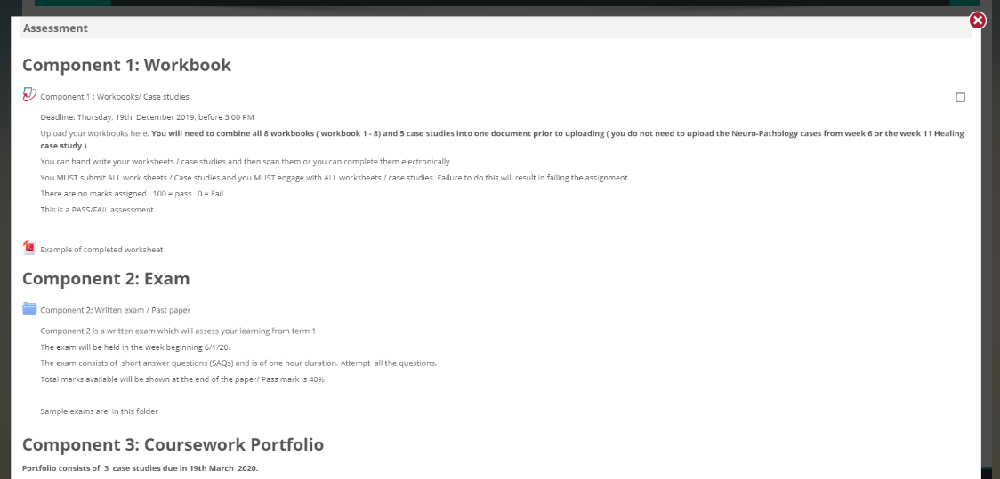 Assessment
Component 1: Workbook
Component 1 : Workbooks/ Case studies
Deadline: Thursday, 19th December 2019, before 3:00 PM
Upload your workbooks here. You will need to combine all 8 workbooks ( workbook 1 - 8) and 5 case studies into one document prior to uploading ( you do not need to upload the Neuro-Pathology cases from week 6 or the week 11 Healing
case study )
You can hand write your worksheets / case studies and then scan them or you can complete them electronically
You MUST submit ALL work sheets / Case studies and you MUST engage with ALL worksheets / case studies. Failure to do this will result in failing the assignment.
There are no marks assigned 100 = pass 0 = Fail
This is a PASS/FAIL assessment.
Example of completed worksheet
Component 2: Exam
Component 2: Written exam / Past paper
Component 2 is a written exam which will assess your learning from term 1
The exam will be held in the week beginning 6/1/20.
The exam consists of short answer questions (SAQs) and is of one hour duration. Attempt all the questions.
Total marks available will be shown at the end of the paper/ Pass mark is 40%
Sample exams are in this folder
Component 3: Coursework Portfolio
Portfolio consists of 3 case studies due in 19th March 2020.